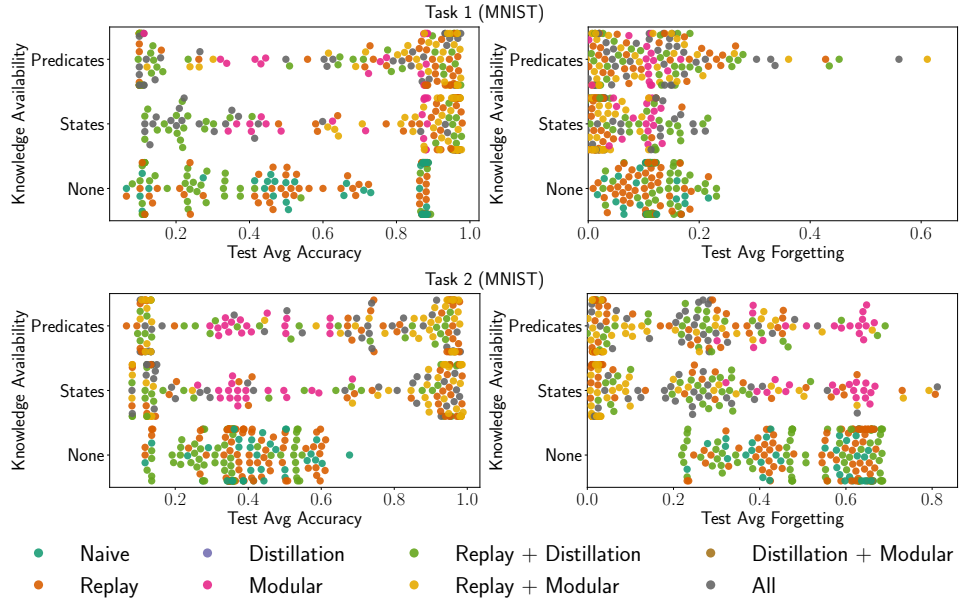 Task 1 (MNIST)
Knowledge Availability
Predicates
States
None
0.2 0.4 0.6 0.8 1.0
Test Avg Accuracy
Knowledge Availability
Predicates
States
None
0.0 0.2 0.4 0.6
Test Avg Forgetting
Task 2 (MNIST)
Knowledge Availability
Predicates
States
None
0.2 0.4 0.6 0.8 1.0
Test Avg Accuracy
Knowledge Availability
Predicates
States
None
0.0 0.2 0.4 0.6 0.8
Test Avg Forgetting
Naive Distillation Replay + Distillation Distillation + Modular
Replay Modular Replay + Modular All